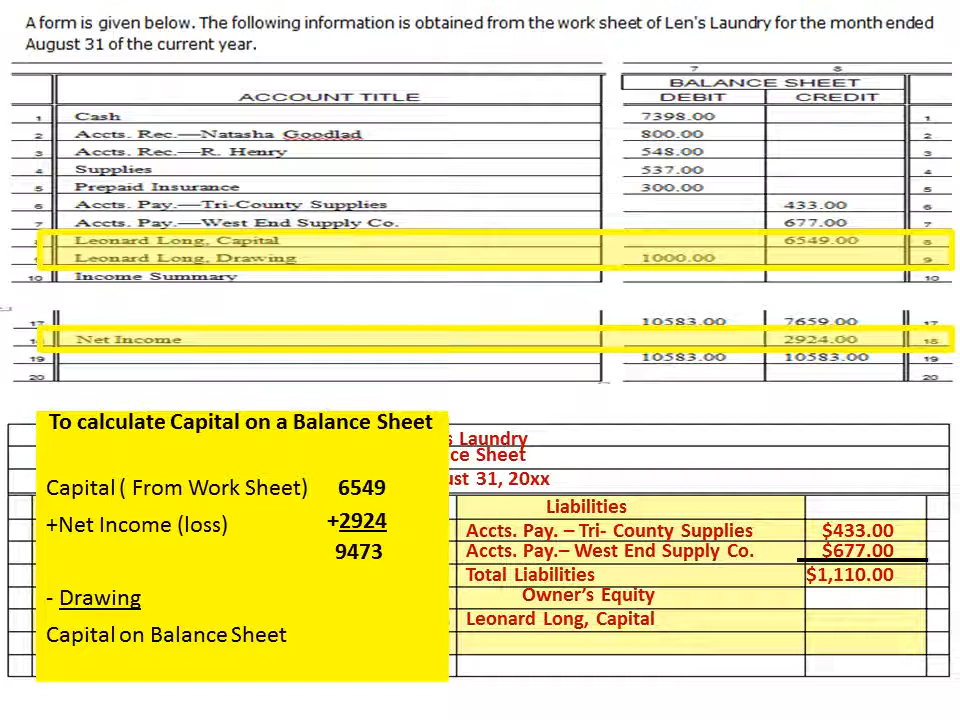 A form is given below. The following information is obtained from the work sheet of Len's Laundry for the month ended
August 31 of the current year.
7 8
BALANCE SHEET
ACCOUNT TITLE DEBIT CREDIT
1 Cash 7398.00 1
2 Accts. Rec.—Natasha Goodlad 800.00 2
3 Accts. Rec.—R. Henry 548.00 3
4 Supplies 537.00 4
5 Prepaid Insurance 300.00 5
6 Accts. Pay.—Tri-County Supplies 433.00 6
7 Accts. Pay.—West End Supply Co. 677.00 7
Leonard Long, Capital 6549.00 8
Leonard Long, Drawing 1000.00 9
10 Income Summary 10
17 10583.00 7659.00 17
Net Income 2924.00 18
19 10583.00 10583.00 19
20 20
To calculate Capital on a Balance Sheet
Capital ( From Work Sheet) 6549
+Net Income (loss) +2924
9473
- Drawing
Capital on Balance Sheet
s Laundry
ce Sheet
ust 31, 20xx
Liabilities
Accts. Pay. – Tri- County Supplies $433.00
Accts. Pay.– West End Supply Co. $677.00
Total Liabilities $1,110.00
Owner's Equity
Leonard Long, Capital